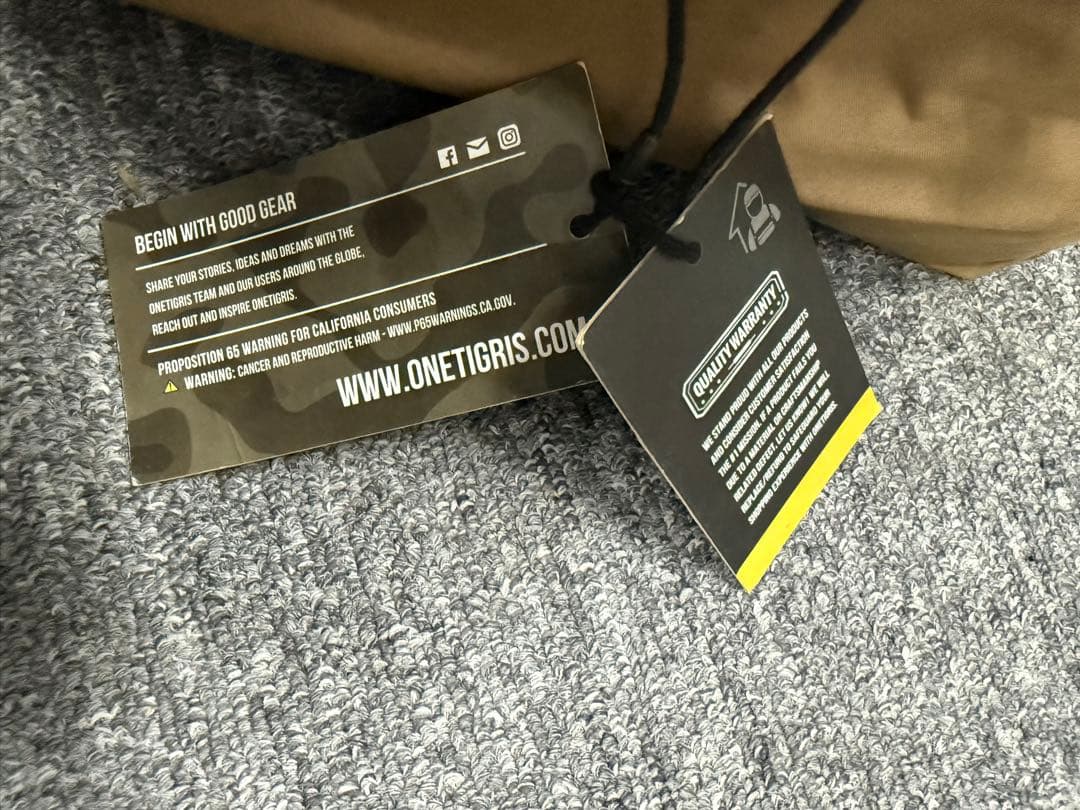 BEGIN WITH GOOD GEAR
SHARE YOUR STORIES, IDEAS AND DREAMS WITH THE
ONETIGRIS TEAM AND OUR USERS AROUND THE GLOBE,
REACH OUT AND INSPIRE ONETIGRIS.
PROPOSITION 65 WARNING FOR CALIFORNIA CONSUMERS
WARNING: CANCER AND REPRODUCTIVE HARM - WWW.P65WARNINGS.CA.GOV.
WWW.ONETIGRIS.COM
QUALITY WARRANTY
WE STAND PROUD WITH ALL OUR PRODUCTS
AND CONSIDER CUSTOMER SATISFACTION
THE #1 MISSION. IF A PRODUCT FAILS YOU
DUE TO A MATERIAL OR CRAFTSMANSHIP
RELATED DEFECT, LET US KNOW! WE WILL
REPLACE/REFUND TO SAFEGUARD YOUR
SHOPPING EXPERIENCE WITH ONETIGRIS.